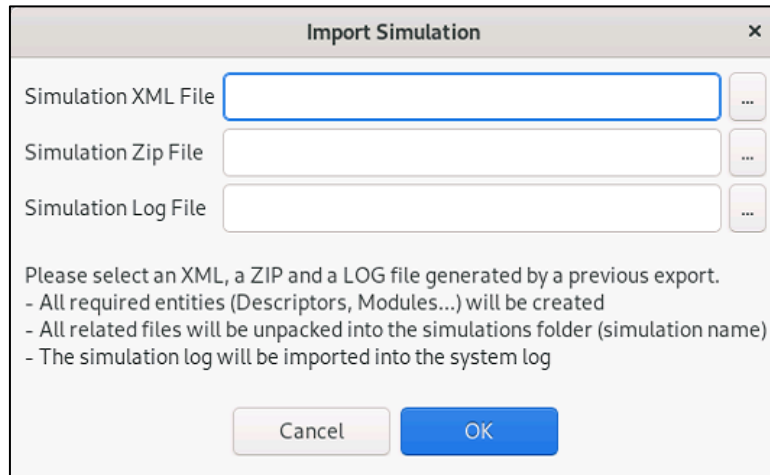 Import Simulation
×
Simulation XML File
...
Simulation Zip File
...
Simulation Log File
...
Please select an XML, a ZIP and a LOG file generated by a previous export.
- All required entities (Descriptors, Modules...) will be created
- All related files will be unpacked into the simulations folder (simulation name)
- The simulation log will be imported into the system log
Cancel OK